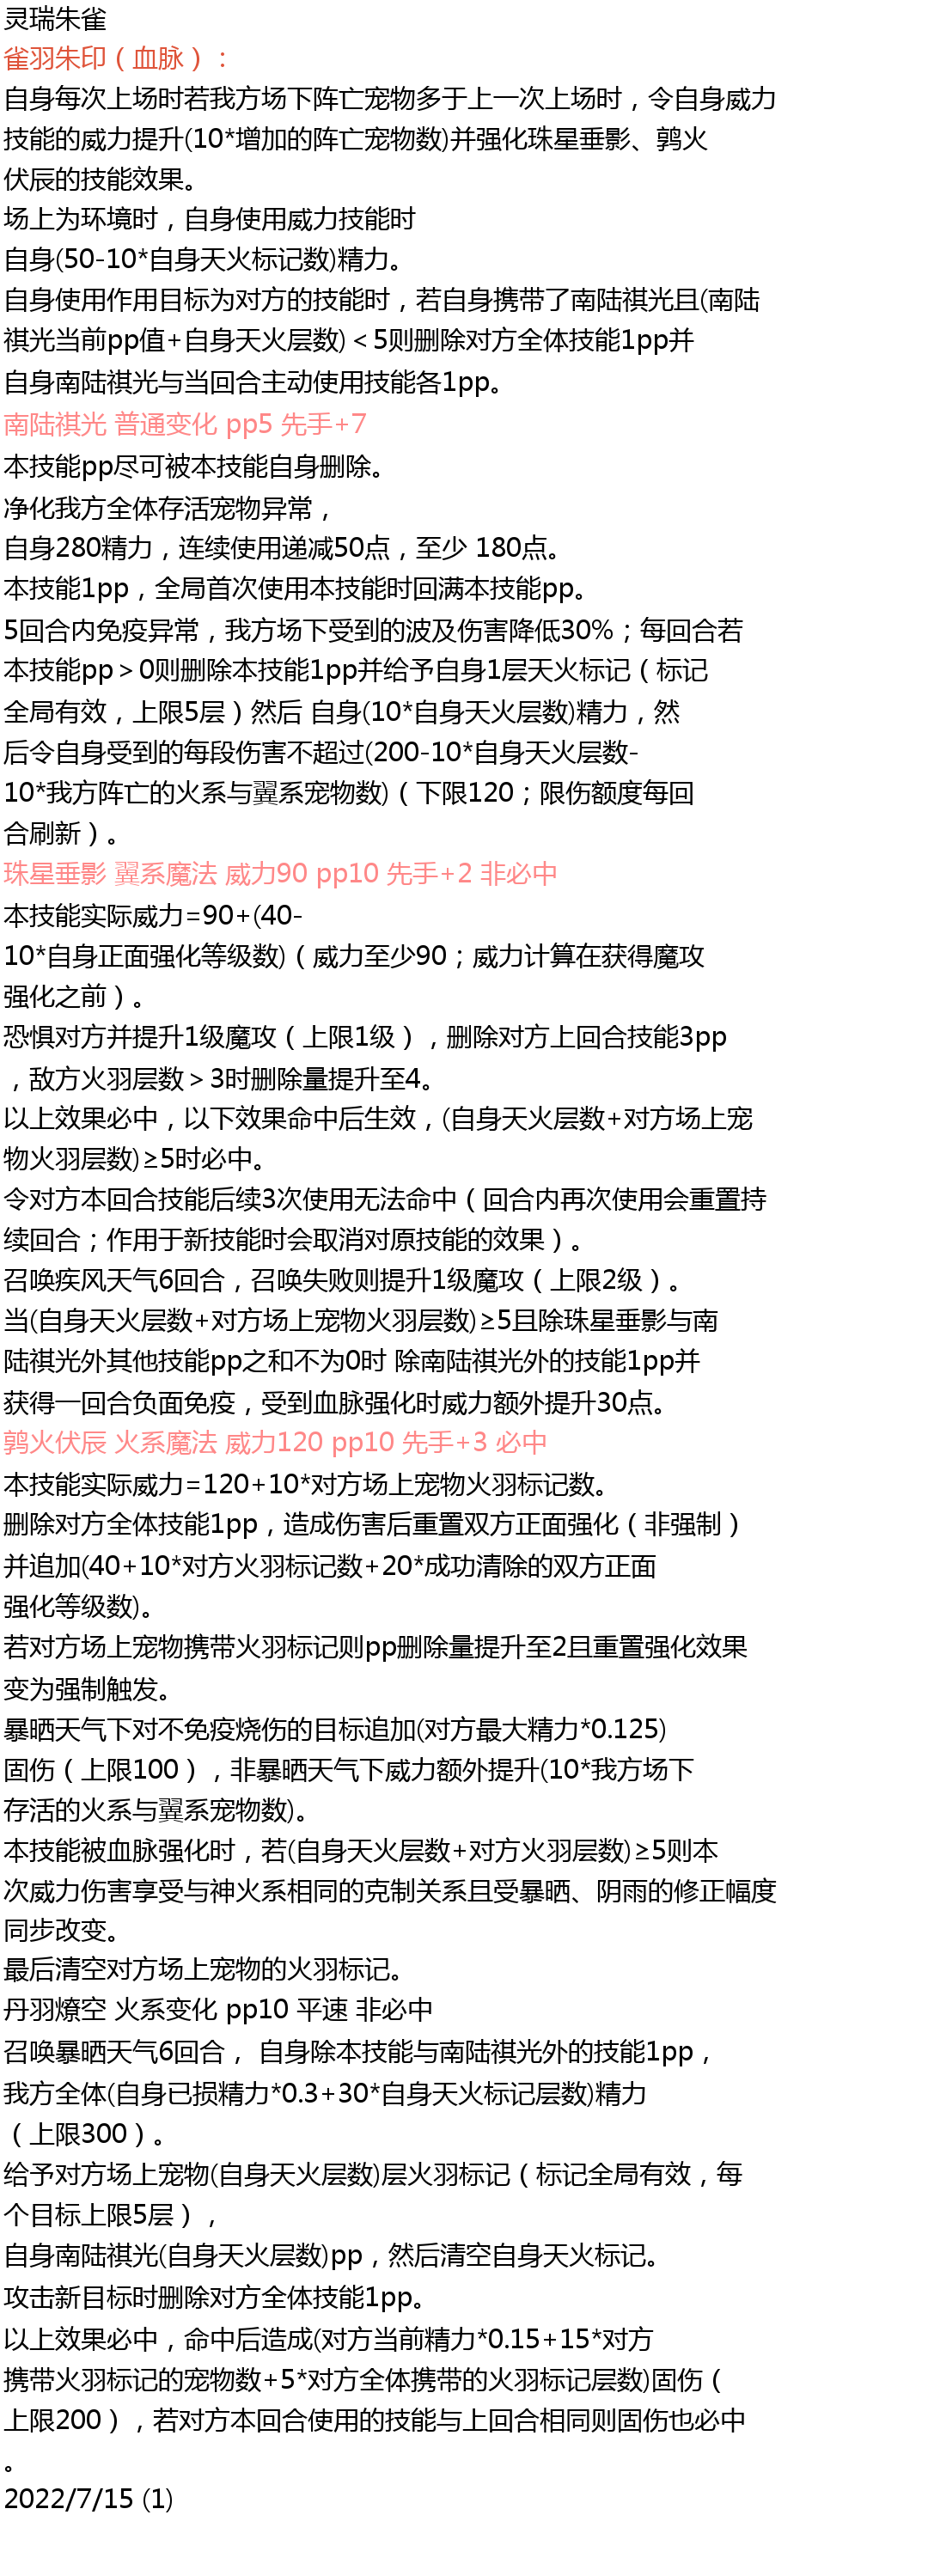 灵瑞朱雀
雀羽朱印（血脉）：
自身每次上场时若我方场下阵亡宠物多于上一次上场时，令自身威力
技能的威力提升(10*增加的阵亡宠物数)并强化珠星垂影、鹑火
伏辰的技能效果。
场上为环境时，自身使用威力技能时
自身(50-10*自身天火标记数)精力。
自身使用作用目标为对方的技能时，若自身携带了南陆祺光且(南陆
祺光当前pp值+自身天火层数)＜5则删除对方全体技能1pp并
自身南陆祺光与当回合主动使用技能各1pp。
南陆祺光 普通变化 pp5 先手+7
本技能pp尽可被本技能自身删除。
净化我方全体存活宠物异常，
自身280精力，连续使用递减50点，至少 180点。
本技能1pp，全局首次使用本技能时回满本技能pp。
5回合内免疫异常，我方场下受到的波及伤害降低30%；每回合若
本技能pp＞0则删除本技能1pp并给予自身1层天火标记（标记
全局有效，上限5层）然后 自身(10*自身天火层数)精力，然
后令自身受到的每段伤害不超过(200-10*自身天火层数-
10*我方阵亡的火系与翼系宠物数)（下限120；限伤额度每回
合刷新）。
珠星垂影 翼系魔法 威力90 pp10 先手+2 非必中
本技能实际威力=90+(40-
10*自身正面强化等级数)（威力至少90；威力计算在获得魔攻
强化之前）。
恐惧对方并提升1级魔攻（上限1级），删除对方上回合技能3pp
，敌方火羽层数＞3时删除量提升至4。
以上效果必中，以下效果命中后生效，(自身天火层数+对方场上宠
物火羽层数)≥5时必中。
令对方本回合技能后续3次使用无法命中（回合内再次使用会重置持
续回合；作用于新技能时会取消对原技能的效果）。
召唤疾风天气6回合，召唤失败则提升1级魔攻（上限2级）。
当(自身天火层数+对方场上宠物火羽层数)≥5且除珠星垂影与南
陆祺光外其他技能pp之和不为0时 除南陆祺光外的技能1pp并
获得一回合负面免疫，受到血脉强化时威力额外提升30点。
鹑火伏辰 火系魔法 威力120 pp10 先手+3 必中
本技能实际威力=120+10*对方场上宠物火羽标记数。
删除对方全体技能1pp，造成伤害后重置双方正面强化（非强制）
并追加(40+10*对方火羽标记数+20*成功清除的双方正面
强化等级数)。
若对方场上宠物携带火羽标记则pp删除量提升至2且重置强化效果
变为强制触发。
暴晒天气下对不免疫烧伤的目标追加(对方最大精力*0.125)
固伤（上限100），非暴晒天气下威力额外提升(10*我方场下
存活的火系与翼系宠物数)。
本技能被血脉强化时，若(自身天火层数+对方火羽层数)≥5则本
次威力伤害享受与神火系相同的克制关系且受暴晒、阴雨的修正幅度
同步改变。
最后清空对方场上宠物的火羽标记。
丹羽燎空 火系变化 pp10 平速 非必中
召唤暴晒天气6回合， 自身除本技能与南陆祺光外的技能1pp，
我方全体(自身已损精力*0.3+30*自身天火标记层数)精力
（上限300）。
给予对方场上宠物(自身天火层数)层火羽标记（标记全局有效，每
个目标上限5层），
自身南陆祺光(自身天火层数)pp，然后清空自身天火标记。
攻击新目标时删除对方全体技能1pp。
以上效果必中，命中后造成(对方当前精力*0.15+15*对方
携带火羽标记的宠物数+5*对方全体携带的火羽标记层数)固伤（
上限200），若对方本回合使用的技能与上回合相同则固伤也必中
。
2022/7/15 (1)